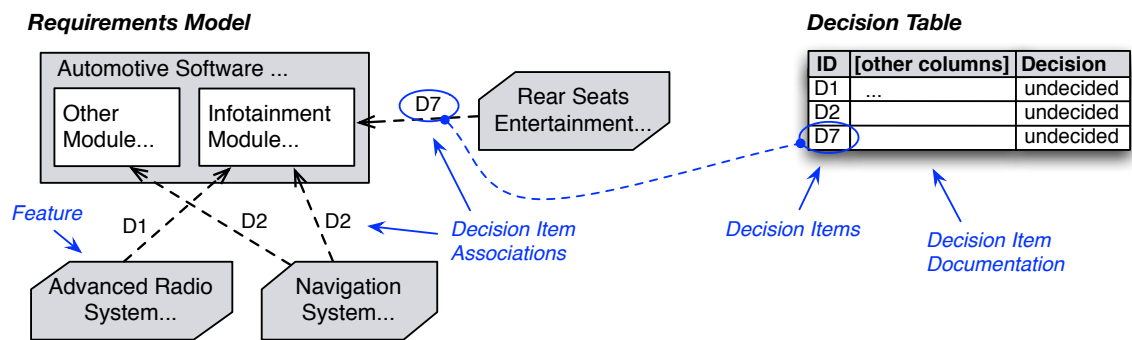 Requirements Model
Decision Table
Automotive Software ...
Other
Module...
Infotainment
Module...
D7
Rear Seats
Entertainment...
ID [other columns] Decision
D1 ... undecided
D2 undecided
D7 undecided
Feature
D1
D2
D2
Decision Item
Associations
Decision Items
Decision Item
Documentation
Advanced Radio
System...
Navigation
System...